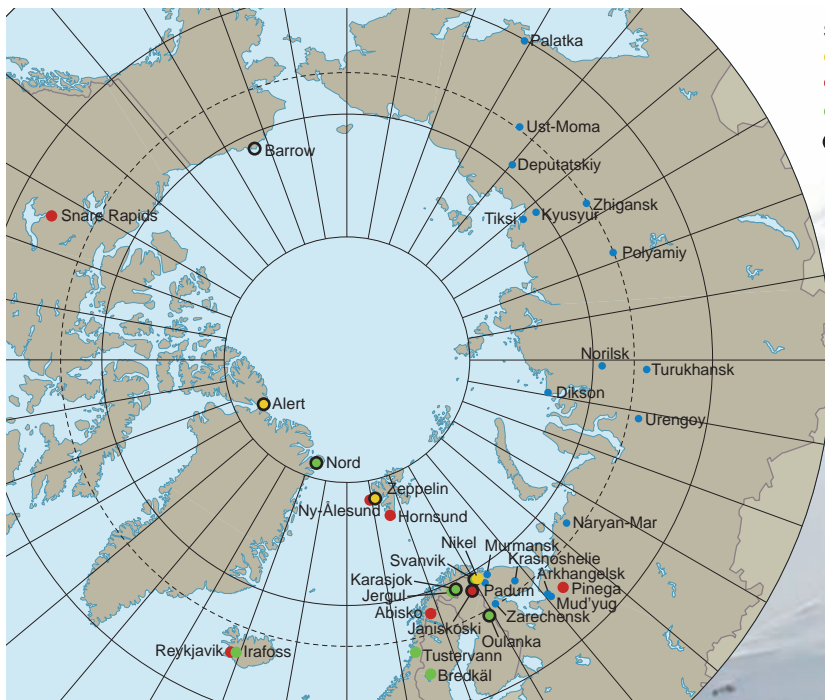 Palatka
Ust-Moma
Barrow
Deputatskiy
Zhigansk
Snare Rapids
Tiksi
Kyusyur
Polyamiy
Norilsk
Turukhansk
Dikson
Alert
Urengoy
Nord
Zeppelin
Ny-Ålesund
Hornsund
Naryan-Mar
Nikel
Murmansk
Svanvik
Krasnoshelie
Karasjok
Arkhangelsk
Jergul
Padum
Pinega
Mud'yug
Abisko
Zarechensk
Janiskoski
Oulanka
Reykjavik
Irafoss
Tustervann
Bredkäl